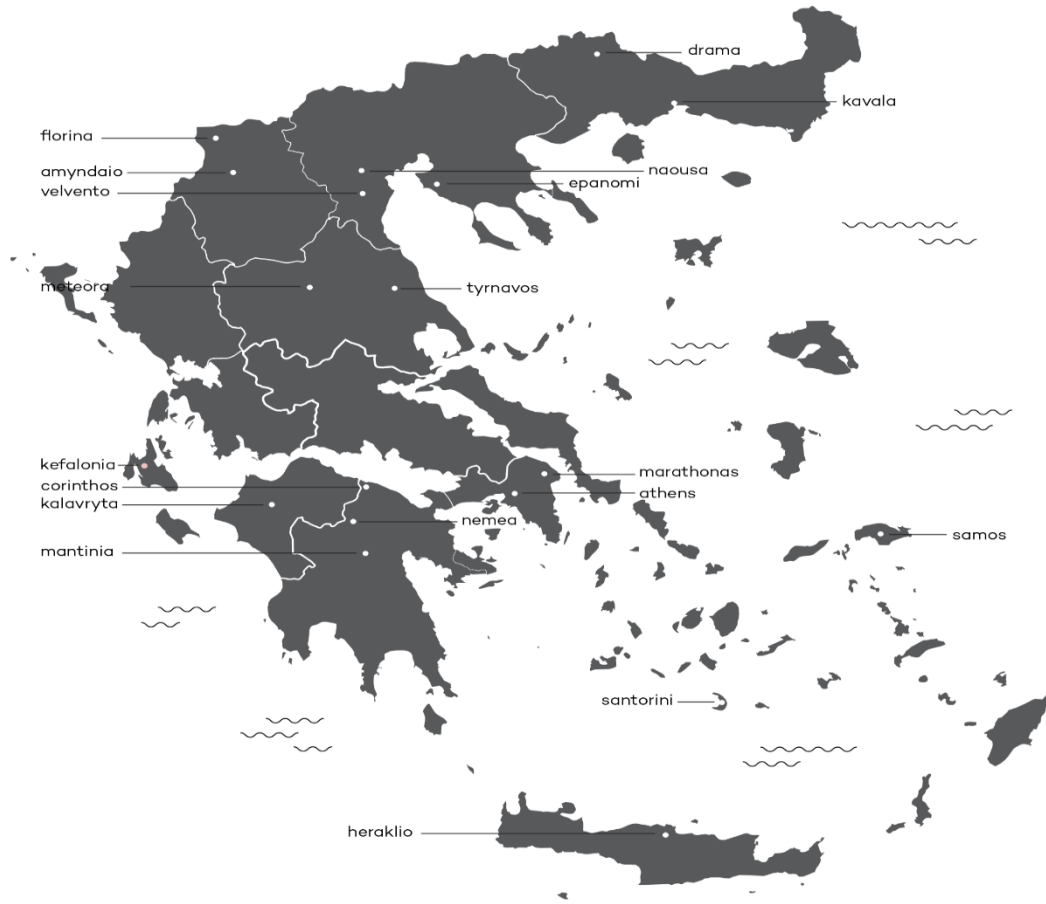 drama
kavala
florina
naousa
amyndaio
epanomi
velvento
meteora
tyrnavos
kefalonia
marathonas
corinthos
athens
kalavryta
nemea
samos
mantinia
santorini
heraklio